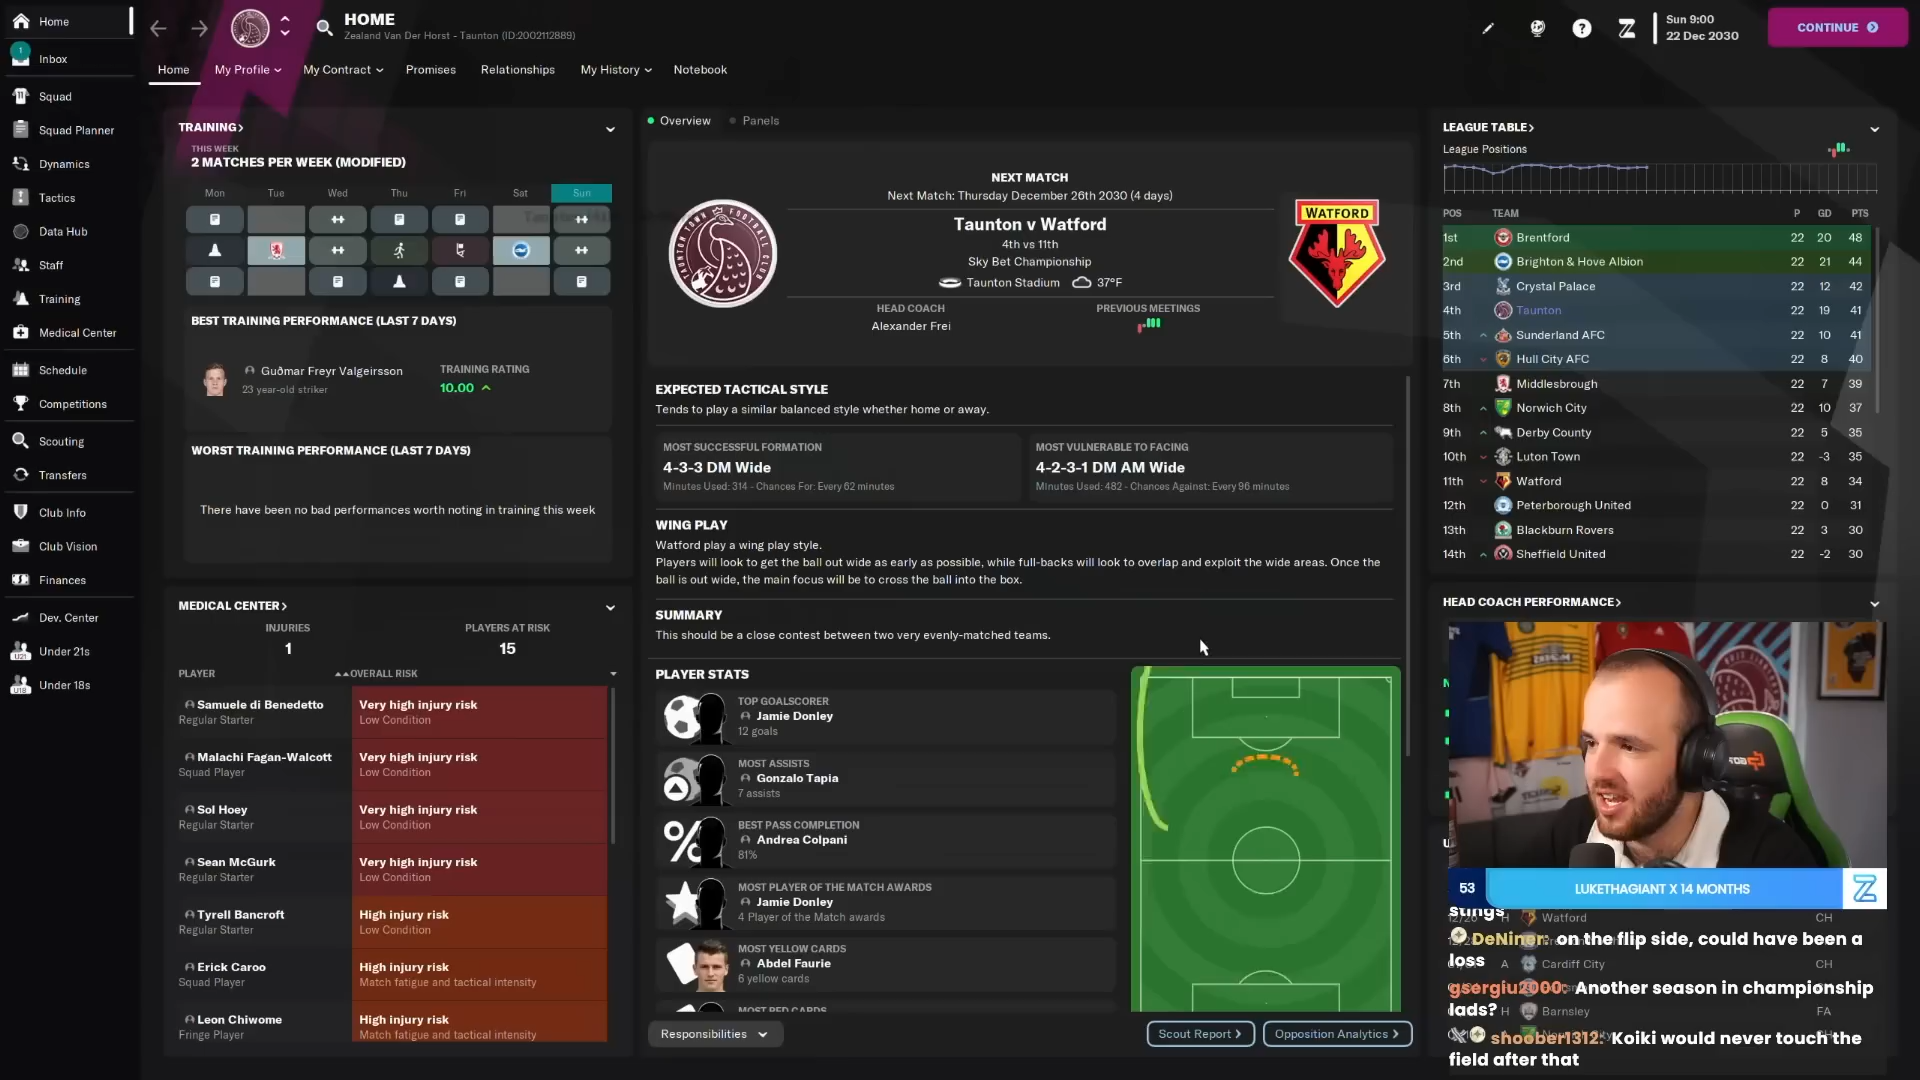 Home
Inbox
1
Squad
Squad Planner
Dynamics
Tactics
Data Hub
Staff
Training
Medical Center
Schedule
Competitions
Scouting
Transfers
Club Info
Club Vision
Finances
Dev. Center
Under 21s
Under 18s
HOME
Zealand Van Der Horst - Taunton (ID:2002112889)
Sun 9:00
22 Dec 2030
CONTINUE
Home
My Profile
My Contract
Promises
Relationships
My History
Notebook
TRAINING>
THIS WEEK
2 MATCHES PER WEEK (MODIFIED)
Mon Tue Wed Thu Fri Sat Sun
BEST TRAINING PERFORMANCE (LAST 7 DAYS)
Guðmar Freyr Valgeirsson
23 year-old striker
TRAINING RATING
10.00
WORST TRAINING PERFORMANCE (LAST 7 DAYS)
There have been no bad performances worth noting in training this week
MEDICAL CENTER>
INJURIES
1
PLAYERS AT RISK
15
PLAYER OVERALL RISK
Samuele di Benedetto Very high injury risk
Regular Starter Low Condition
Malachi Fagan-Walcott Very high injury risk
Squad Player Low Condition
Sol Hoey Very high injury risk
Regular Starter Low Condition
Sean McGurk Very high injury risk
Regular Starter Low Condition
Tyrell Bancroft High injury risk
Regular Starter Low Condition
Erick Caroo High injury risk
Squad Player Match fatigue and tactical intensity
Leon Chiwome High injury risk
Fringe Player Match fatigue and tactical intensity
Overview
Panels
NEXT MATCH
Next Match: Thursday December 26th 2030 (4 days)
Taunton v Watford
4th vs 11th
Sky Bet Championship
Taunton Stadium 37°F
HEAD COACH
Alexander Frei
PREVIOUS MEETINGS
TAUNTON TOWN FOOTBALL CLUB
WATFORD
EXPECTED TACTICAL STYLE
Tends to play a similar balanced style whether home or away.
MOST SUCCESSFUL FORMATION
4-3-3 DM Wide
Minutes Used: 314 - Chances For: Every 62 minutes
MOST VULNERABLE TO FACING
4-2-3-1 DM AM Wide
Minutes Used: 482 - Chances Against: Every 96 minutes
WING PLAY
Watford play a wing play style.
Players will look to get the ball out wide as early as possible, while full-backs will look to overlap and exploit the wide areas. Once the
ball is out wide, the main focus will be to cross the ball into the box.
SUMMARY
This should be a close contest between two very evenly-matched teams.
PLAYER STATS
TOP GOALSCORER
Jamie Donley
12 goals
MOST ASSISTS
Gonzalo Tapia
7 assists
BEST PASS COMPLETION
Andrea Colpani
81%
MOST PLAYER OF THE MATCH AWARDS
Jamie Donley
4 Player of the Match awards
MOST YELLOW CARDS
Abdel Faurie
6 yellow cards
MOST RED CARDS
Responsibilities
Scout Report >
Opposition Analytics >
LEAGUE TABLE>
League Positions
POS TEAM P GD PTS
1st Brentford 22 20 48
2nd Brighton & Hove Albion 22 21 44
3rd Crystal Palace 22 12 42
4th Taunton 22 19 41
5th Sunderland AFC 22 10 41
6th Hull City AFC 22 8 40
7th Middlesbrough 22 7 39
8th Norwich City 22 10 37
9th Derby County 22 5 35
10th Luton Town 22 -3 35
11th Watford 22 8 34
12th Peterborough United 22 0 31
13th Blackburn Rovers 22 3 30
14th Sheffield United 22 -2 30
HEAD COACH PERFORMANCE>
53
LUKETHAGIANT X 14 MONTHS
stings
H Watford CH
DeNiner: on the flip side, could have been a
loss
A Cardiff City CH
gsergiu2000: Another season in championship
lads?
H Barnsley FA
shoober1312: Koiki would never touch the
field after that